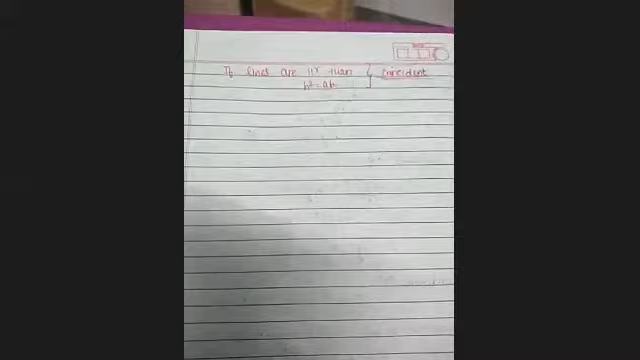 If lines are ||r than } coincident
h² = ab